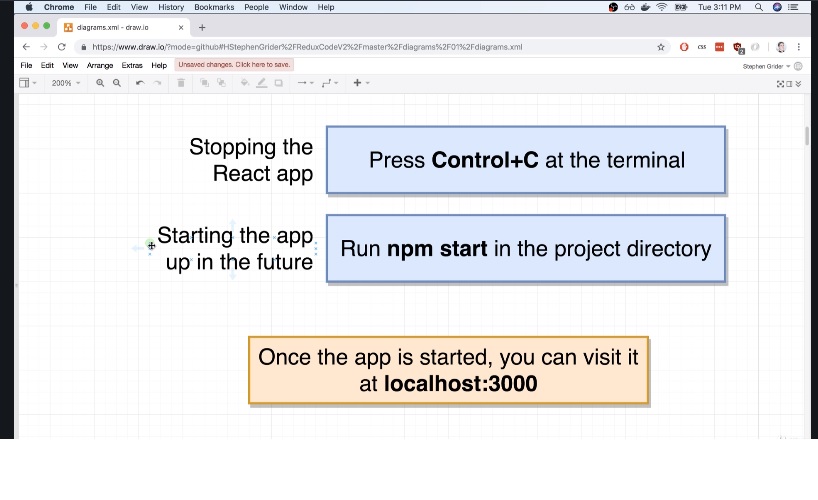 Chrome File Edit View History Bookmarks People Window Help Tue 3:11 PM
diagrams.xml - draw.io
https://www.draw.io/?mode=github#HStephenGrider%2FReduxCodeV2%2Fmaster%2Fdiagrams%2F01%2Fdiagrams.xml
File Edit View Arrange Extras Help Unsaved changes. Click here to save. Stephen Grider
200%
Stopping the
React app
Press Control+C at the terminal
Starting the app
up in the future
Run npm start in the project directory
Once the app is started, you can visit it
at localhost:3000